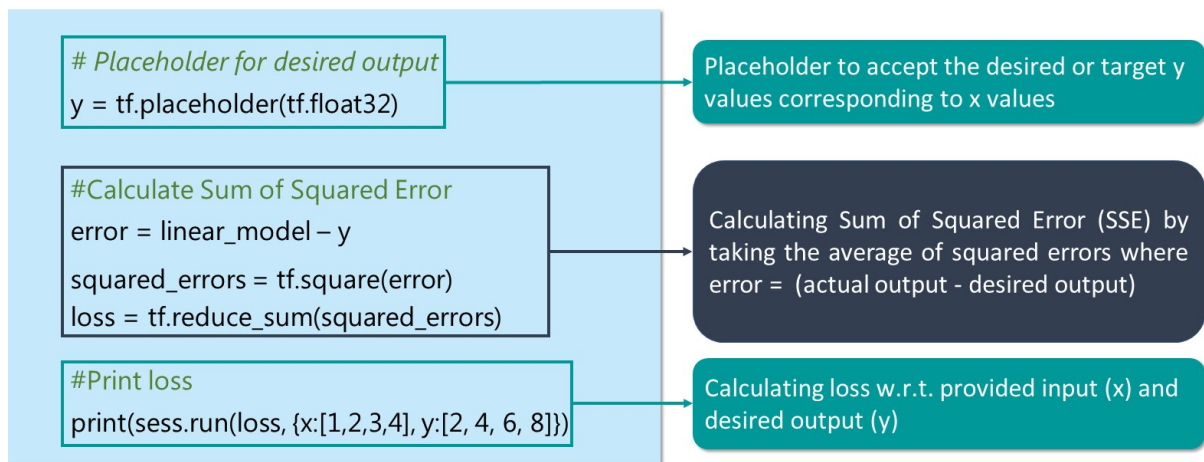 # Placeholder for desired output
y = tf.placeholder(tf.float32)
Placeholder to accept the desired or target y
values corresponding to x values
#Calculate Sum of Squared Error
error = linear_model – y
squared_errors = tf.square(error)
loss = tf.reduce_sum(squared_errors)
Calculating Sum of Squared Error (SSE) by
taking the average of squared errors where
error = (actual output - desired output)
#Print loss
print(sess.run(loss, {x:[1,2,3,4], y:[2, 4, 6, 8]})
Calculating loss w.r.t. provided input (x) and
desired output (y)